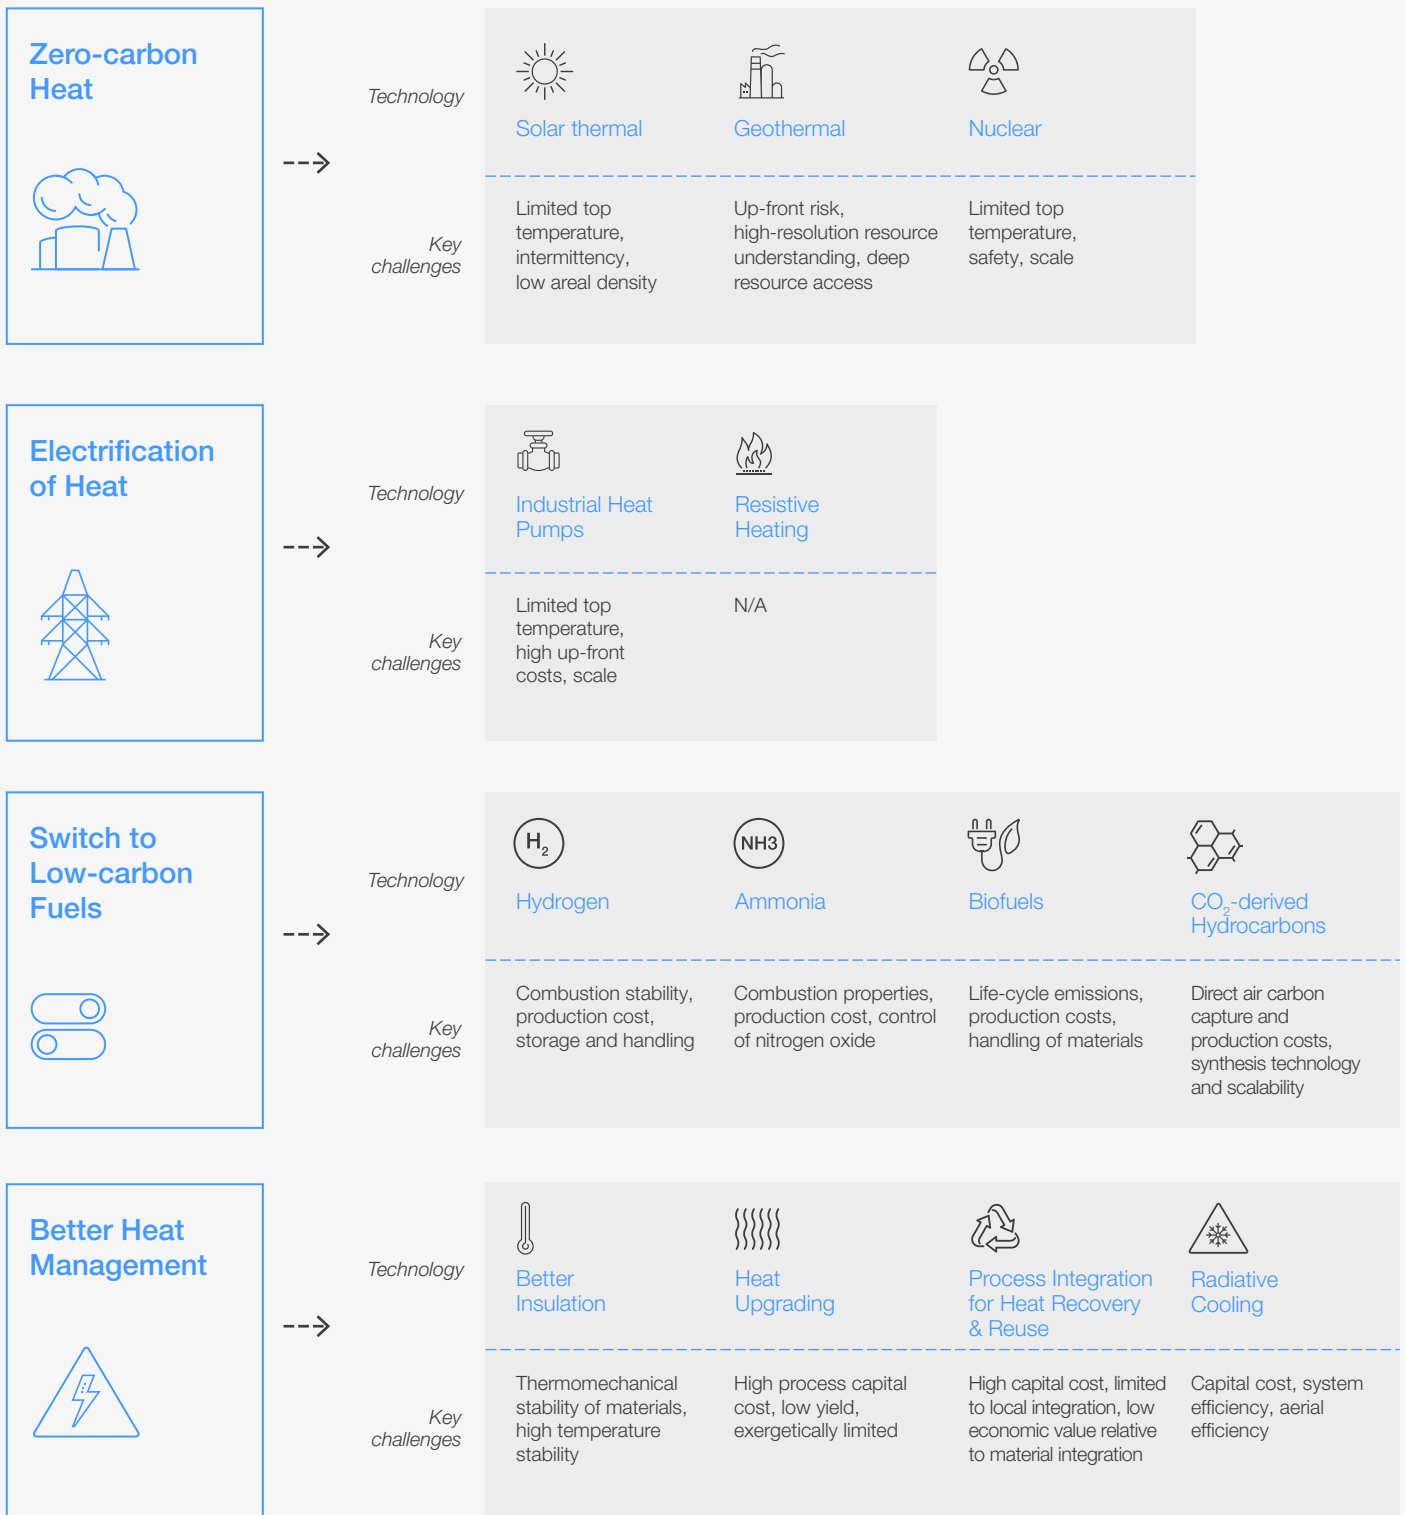 Zero-carbon
Heat
Technology
Solar thermal
Geothermal
Nuclear
Key
challenges
Limited top
temperature,
intermittency,
low areal density
Up-front risk,
high-resolution resource
understanding, deep
resource access
Limited top
temperature,
safety, scale
Electrification
of Heat
Technology
Industrial Heat
Pumps
Resistive
Heating
Key
challenges
Limited top
temperature,
high up-front
costs, scale
N/A
Switch to
Low-carbon
Fuels
Technology
H2
Hydrogen
NH3
Ammonia
Biofuels
CO2-derived
Hydrocarbons
Key
challenges
Combustion stability,
production cost,
storage and handling
Combustion properties,
production cost, control
of nitrogen oxide
Life-cycle emissions,
production costs,
handling of materials
Direct air carbon
capture and
production costs,
synthesis technology
and scalability
Better Heat
Management
Technology
Better
Insulation
Heat
Upgrading
Process Integration
for Heat Recovery
& Reuse
Radiative
Cooling
Key
challenges
Thermomechanical
stability of materials,
high temperature
stability
High process capital
cost, low yield,
exergetically limited
High capital cost, limited
to local integration, low
economic value relative
to material integration
Capital cost, system
efficiency, aerial
efficiency